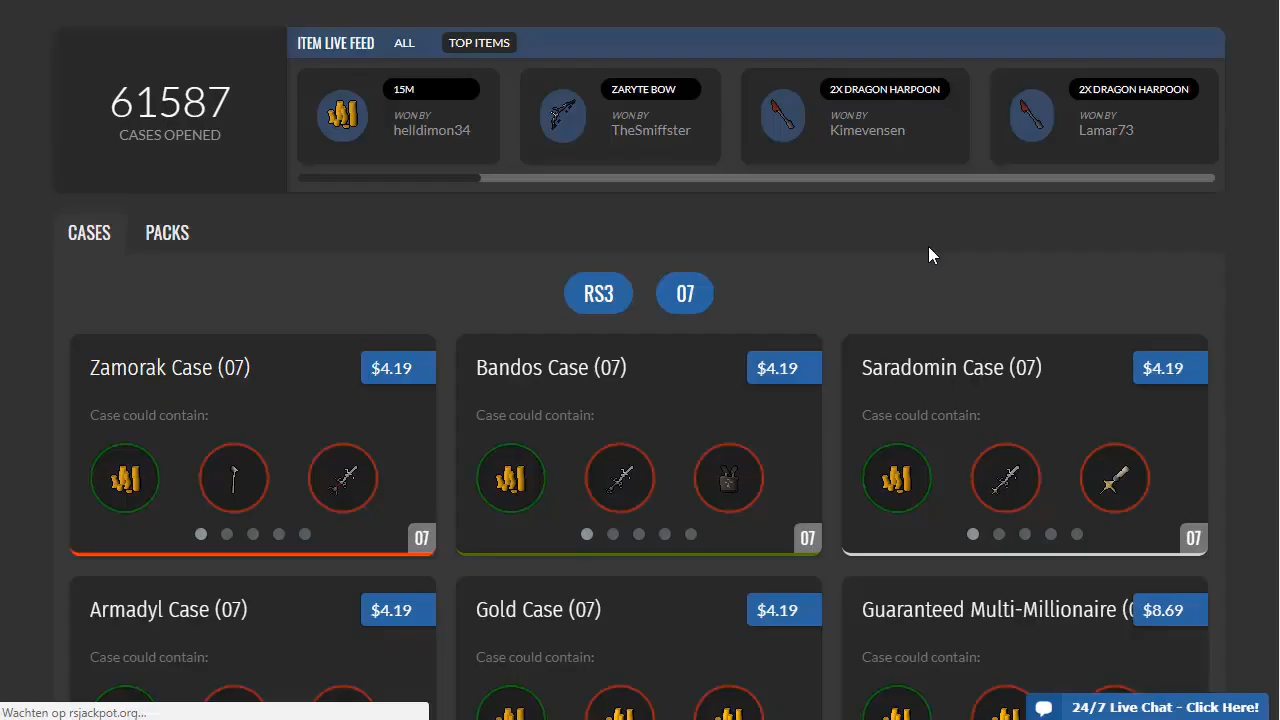 ITEM LIVE FEED ALL TOP ITEMS
61587
CASES OPENED
15M
WON BY
helldimon34
ZARYTE BOW
WON BY
TheSmiffster
2X DRAGON HARPOON
WON BY
Kimevensen
2X DRAGON HARPOON
WON BY
Lamar73
CASES PACKS
RS3 07
Zamorak Case (07) $4.19
Case could contain:
07
Bandos Case (07) $4.19
Case could contain:
07
Saradomin Case (07) $4.19
Case could contain:
07
Armadyl Case (07) $4.19
Case could contain:
Gold Case (07) $4.19
Case could contain:
Guaranteed Multi-Millionaire ( $8.69
Case could contain:
Wachten op rsjackpot.org...
24/7 Live Chat - Click Here!